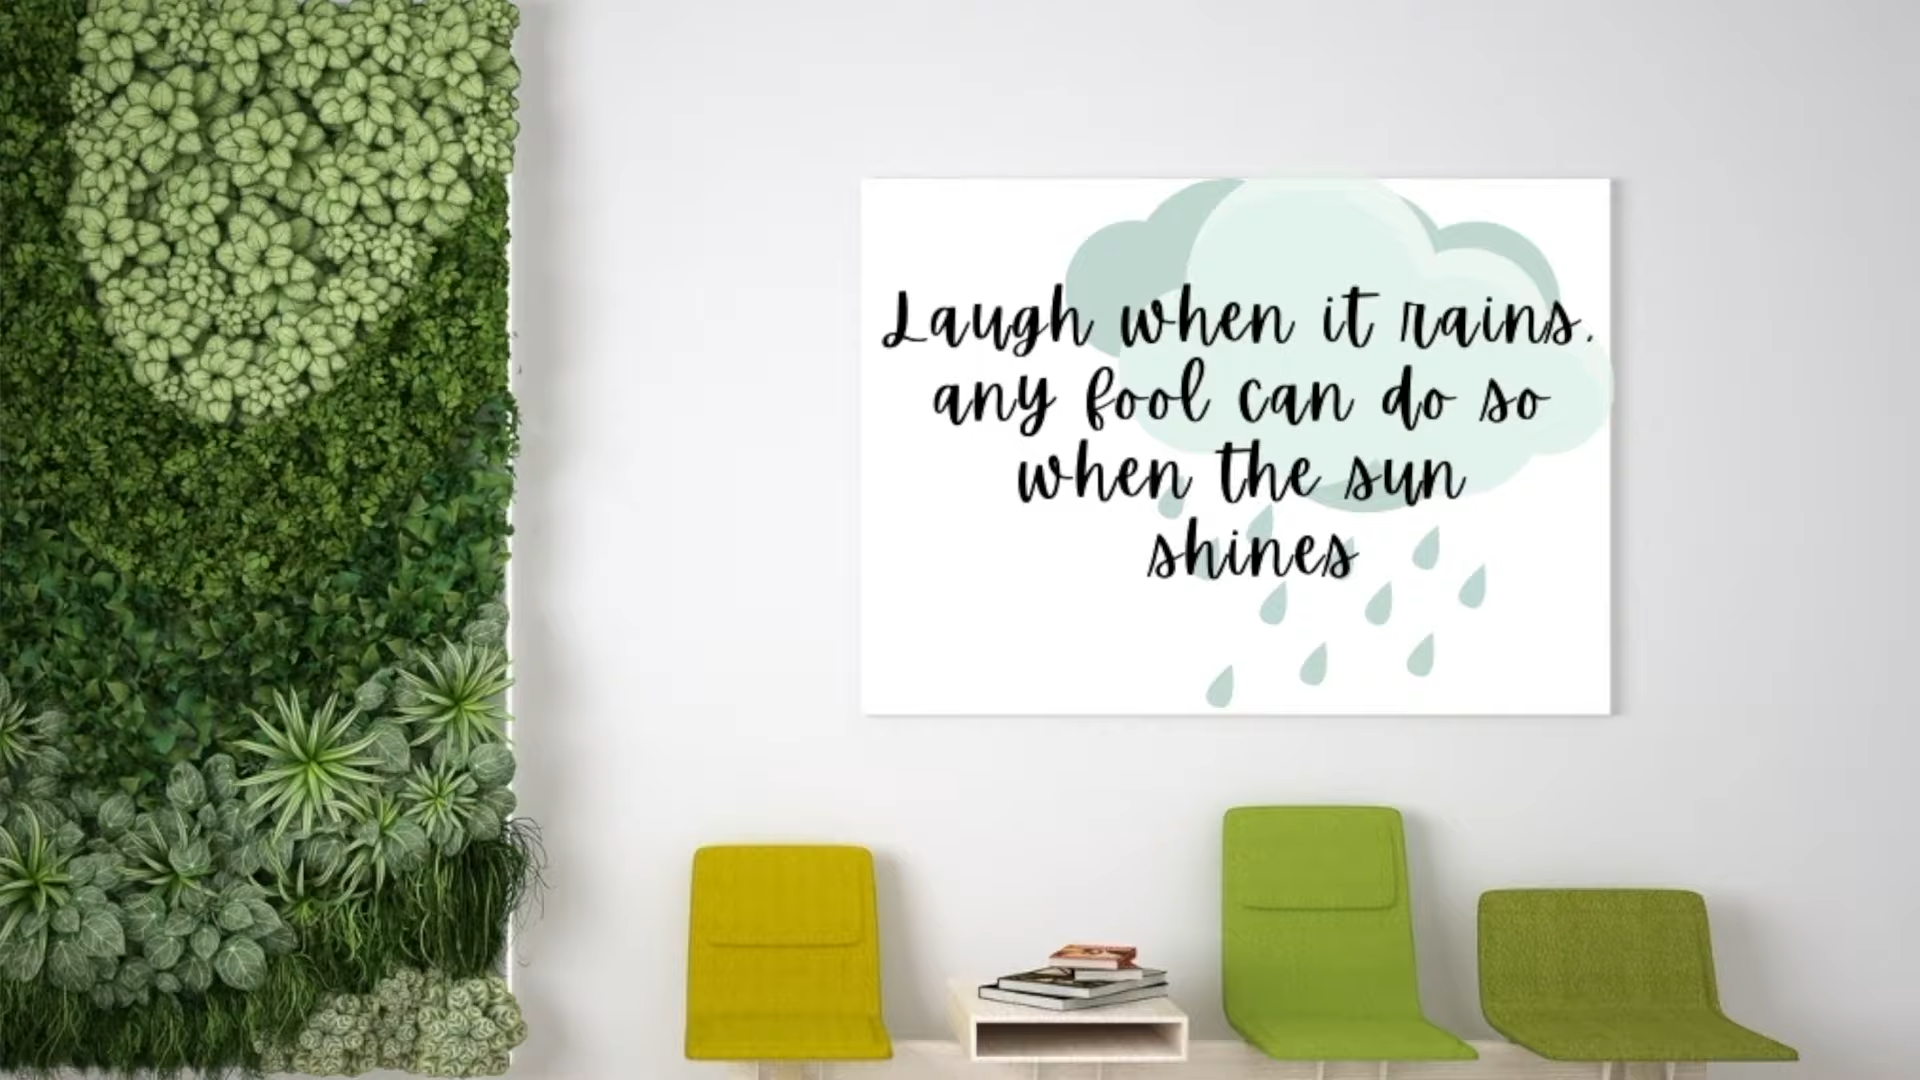 Laugh when it rains.
any fool can do so
when the sun
shines